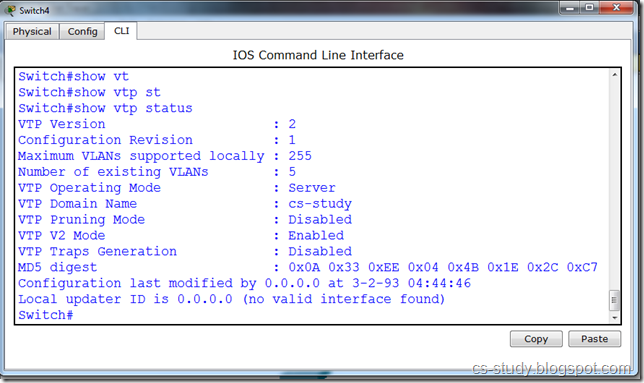 Switch4
Physical Config CLI
IOS Command Line Interface
Switch#show vt
Switch#show vtp st
Switch#show vtp status
VTP Version : 2
Configuration Revision : 1
Maximum VLANs supported locally : 255
Number of existing VLANs : 5
VTP Operating Mode : Server
VTP Domain Name : cs-study
VTP Pruning Mode : Disabled
VTP V2 Mode : Enabled
VTP Traps Generation : Disabled
MD5 digest : 0x0A 0x33 0xEE 0x04 0x4B 0x1E 0x2C 0xC7
Configuration last modified by 0.0.0.0 at 3-2-93 04:44:46
Local updater ID is 0.0.0.0 (no valid interface found)
Switch#
Copy Paste
cs-study.blogspot.com